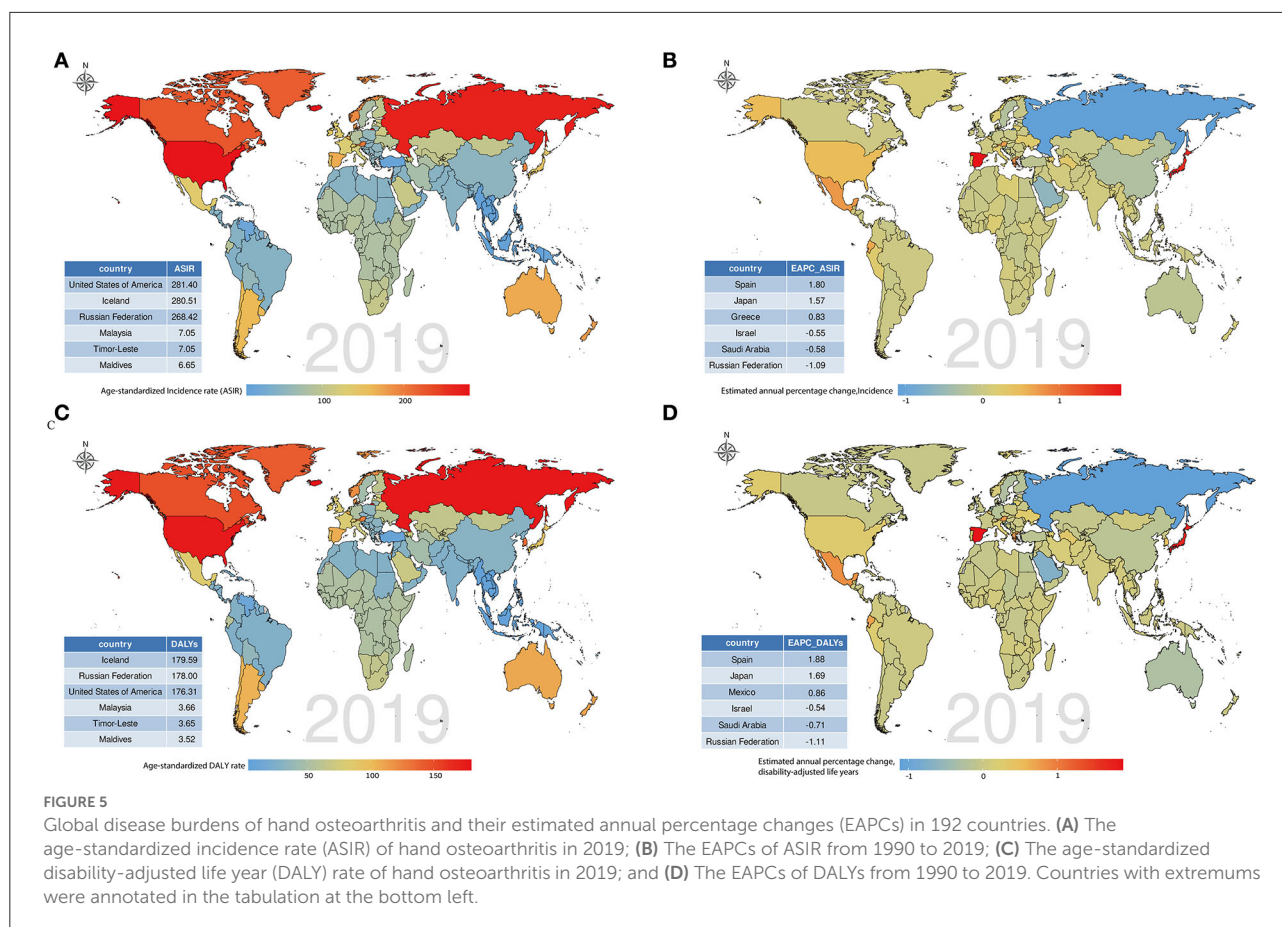 A
N
country ASIR
United States of America 281.40
Iceland 280.51
Russian Federation 268.42
Malaysia 7.05
Timor-Leste 7.05
Maldives 6.65
2019
Age-standardized Incidence rate (ASIR)
100 200
B
N
country EAPC_ASIR
Spain 1.80
Japan 1.57
Greece 0.83
Israel -0.55
Saudi Arabia -0.58
Russian Federation -1.09
2019
Estimated annual percentage change,Incidence
-1 0 1
C
C
N
country DALYs
Iceland 179.59
Russian Federation 178.00
United States of America 176.31
Malaysia 3.66
Timor-Leste 3.65
Maldives 3.52
2019
Age-standardized DALY rate
50 100 150
D
N
country EAPC_DALYs
Spain 1.88
Japan 1.69
Mexico 0.86
Israel -0.54
Saudi Arabia -0.71
Russian Federation -1.11
2019
Estimated annual percentage change,
disability-adjusted life years
-1 0 1
FIGURE 5
Global disease burdens of hand osteoarthritis and their estimated annual percentage changes (EAPCs) in 192 countries. (A) The
age-standardized incidence rate (ASIR) of hand osteoarthritis in 2019; (B) The EAPCs of ASIR from 1990 to 2019; (C) The age-standardized
disability-adjusted life year (DALY) rate of hand osteoarthritis in 2019; and (D) The EAPCs of DALYs from 1990 to 2019. Countries with extremums
were annotated in the tabulation at the bottom left.